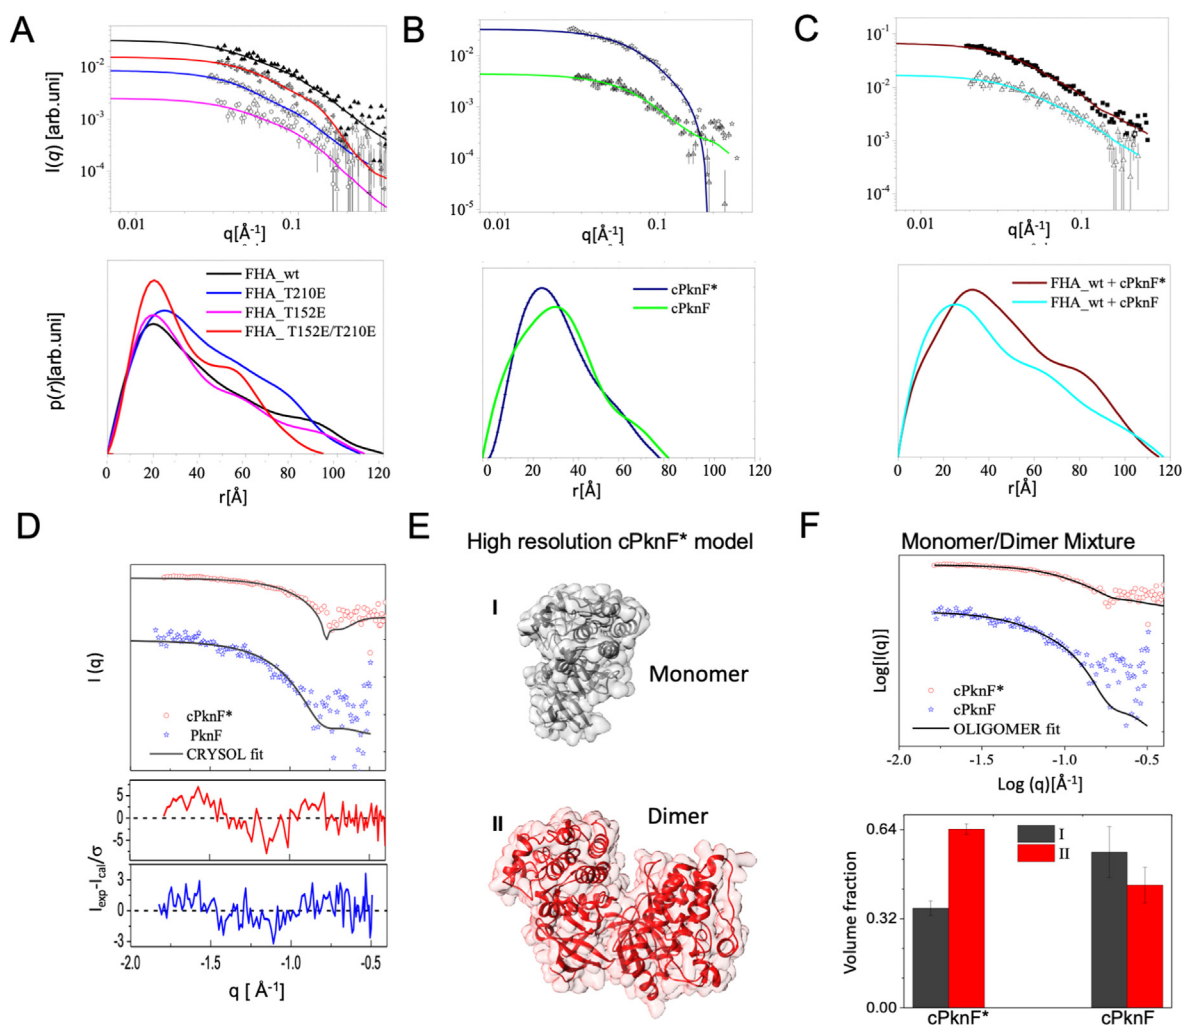 A
B
C
I(q) [arb.uni]
10⁻²
10⁻³
10⁻⁴
0.01
0.1
q[Å⁻¹]
10⁻²
10⁻³
10⁻⁴
10⁻⁵
0.01
0.1
q[Å⁻¹]
10⁻¹
10⁻²
10⁻³
10⁻⁴
0.01
0.1
q[Å⁻¹]
p(r)[arb.uni]
FHA_wt
FHA_T210E
FHA_T152E
FHA_ T152E/T210E
0 20 40 60 80 100 120
r[Å]
cPknF*
cPknF
0 20 40 60 80 100 120
r[Å]
FHA_wt + cPknF*
FHA_wt + cPknF
0 20 40 60 80 100 120
r[Å]
D
I (q)
cPknF*
PknF
CRYSOL fit
5
0
-5
3
0
-3
Iexp-Ical/σ
-2.0 -1.5 -1.0 -0.5
q [ Å⁻¹]
E
High resolution cPknF* model
I
Monomer
II
Dimer
F
Monomer/Dimer Mixture
Log[I(q)]
cPknF*
cPknF
OLIGOMER fit
-2.0 -1.5 -1.0 -0.5
Log (q)[Å⁻¹]
Volume fraction
0.64
0.32
0.00
I
II
cPknF*
cPknF